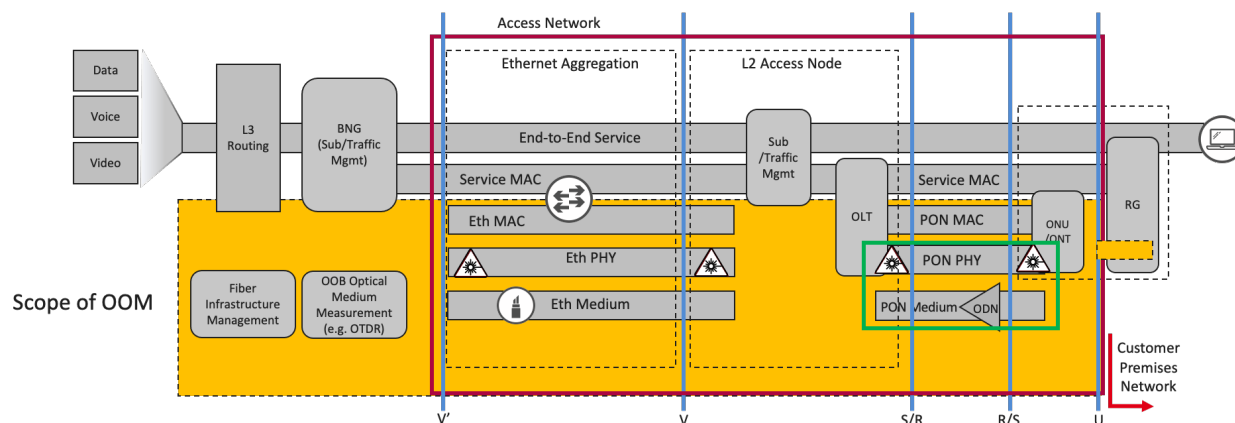 Access Network
Ethernet Aggregation
L2 Access Node
Data
Voice
Video
L3
Routing
BNG
(Sub/Traffic
Mgmt)
End-to-End Service
Sub
/Traffic
Mgmt
Service MAC
Service MAC
Eth MAC
OLT
PON MAC
ONU
/ONT
RG
Eth PHY
PON PHY
Scope of OOM
Fiber
Infrastructure
Management
OOB Optical
Medium
Measurement
(e.g. OTDR)
Eth Medium
PON Medium
ODN
Customer
Premises
Network
V'
V
S/R
R/S
U